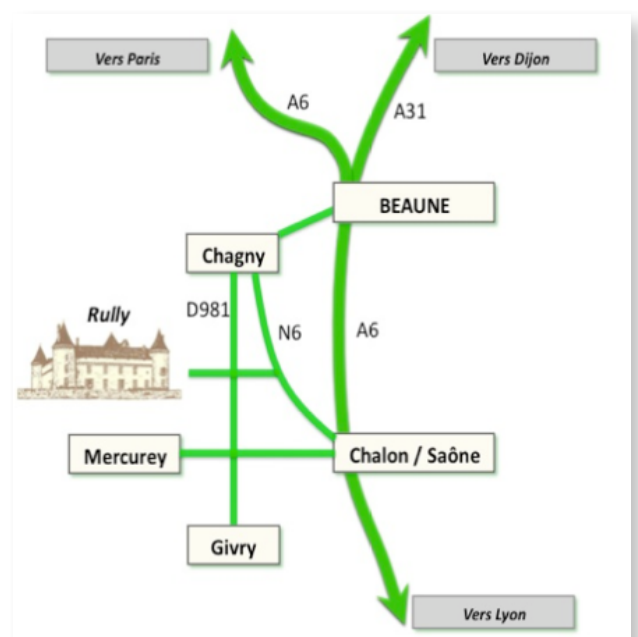 Vers Paris
Vers Dijon
A6
A31
BEAUNE
Chagny
Rully
D981
N6
A6
Mercurey
Chalon / Saône
Givry
Vers Lyon